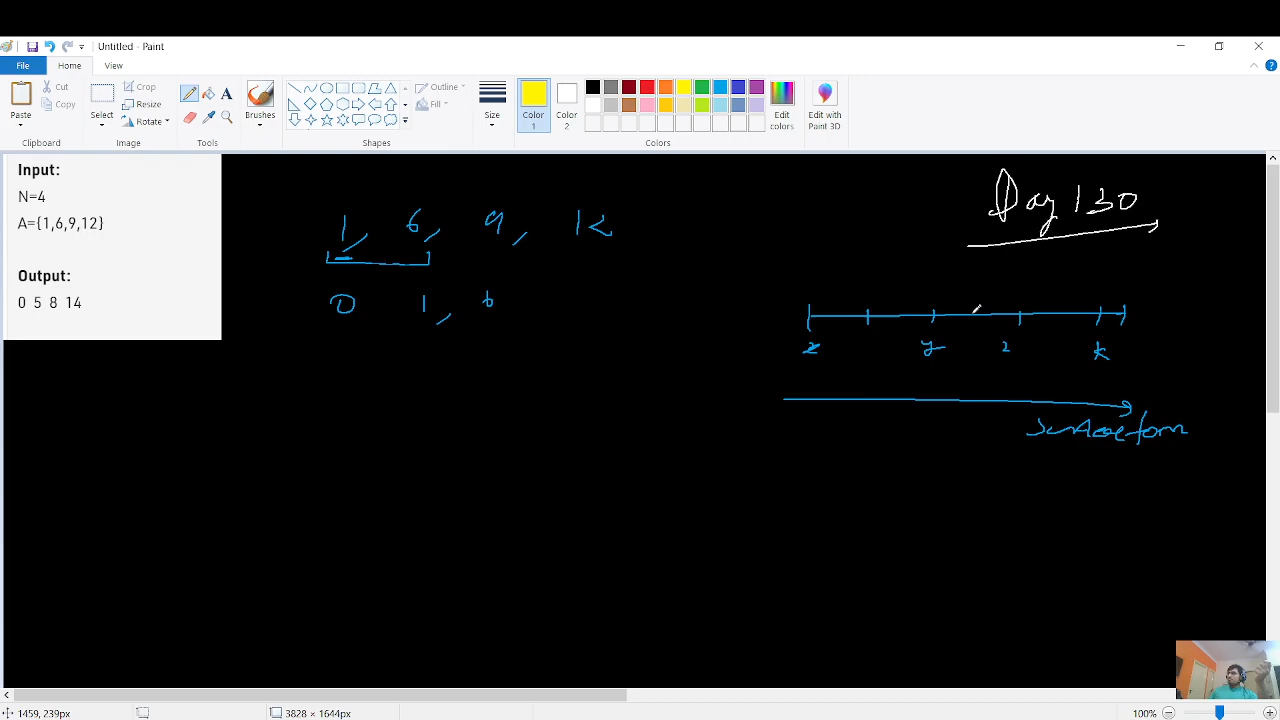 Untitled - Paint
File Home View
Paste
Cut
Copy
Clipboard
Select
Crop
Resize
Rotate
Image
Tools
Brushes
Outline
Fill
Shapes
Size
Color 1
Color 2
Edit colors
Edit with Paint 3D
Colors
Input:
N=4
A={1,6,9,12}
Output:
0 5 8 14
1, 6, 9, 12
0 1, 6
Day 130
y z k
1459, 239px
3828 × 1644px
100%